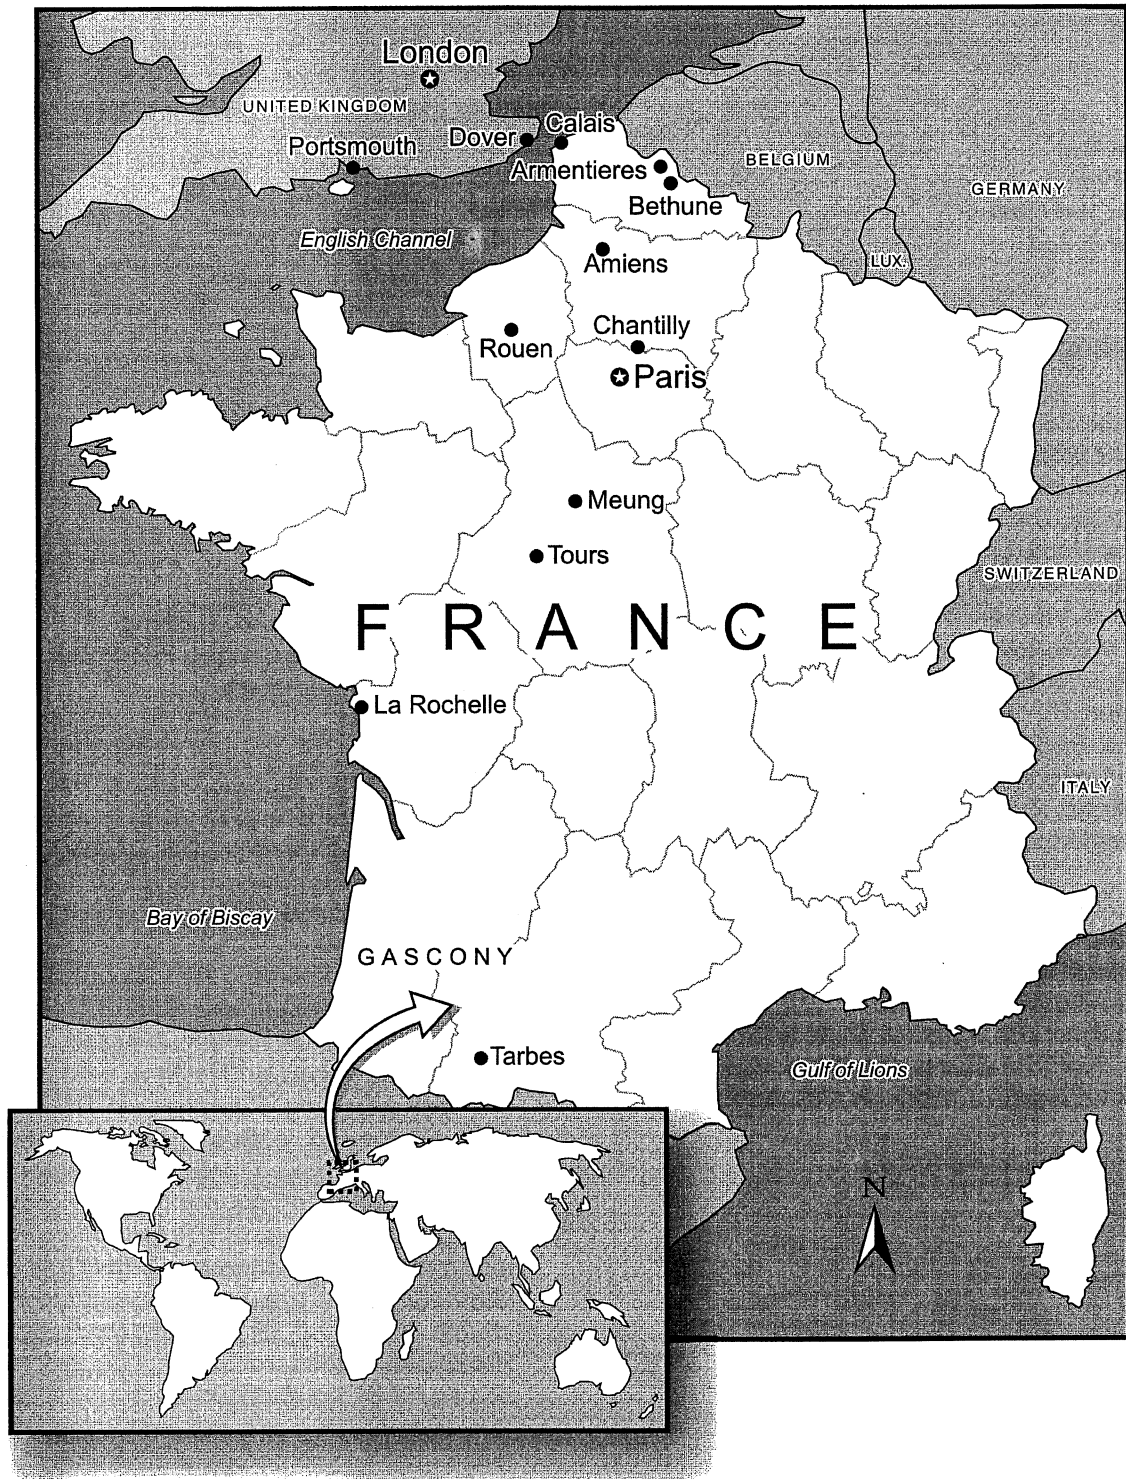 London
UNITED KINGDOM
Dover
Calais
Portsmouth
Armentieres
BELGIUM
GERMANY
Bethune
English Channel
Amiens
LUX.
Chantilly
Rouen
Paris
Meung
Tours
SWITZERLAND
FRANCE
La Rochelle
ITALY
Bay of Biscay
GASCONY
Tarbes
Gulf of Lions
N